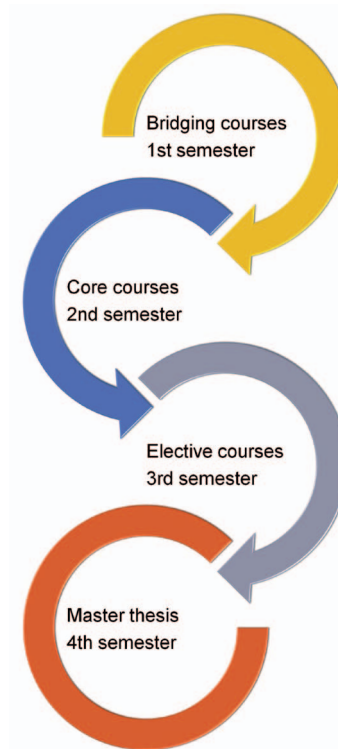 Bridging courses
1st semester
Core courses
2nd semester
Elective courses
3rd semester
Master thesis
4th semester